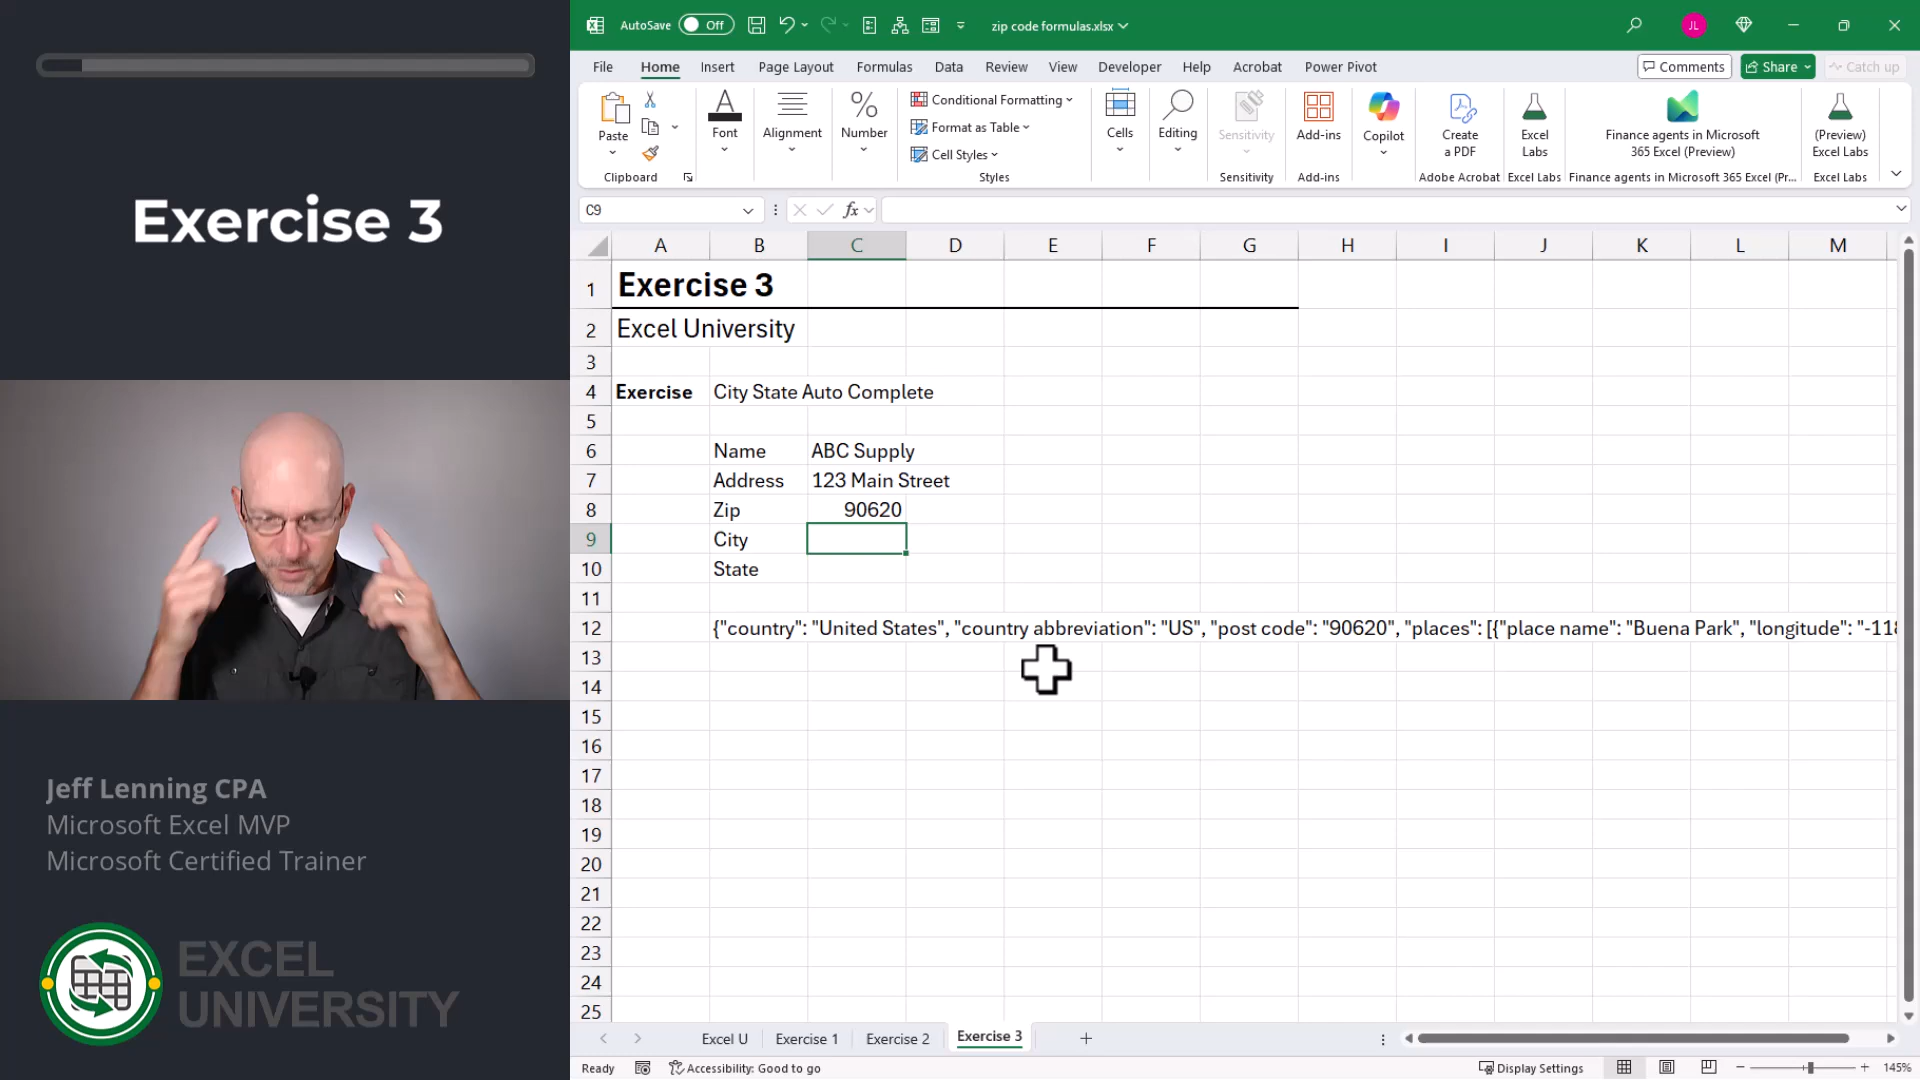 Exercise 3
Jeff Lenning CPA
Microsoft Excel MVP
Microsoft Certified Trainer
EXCEL
UNIVERSITY
AutoSave Off
zip code formulas.xlsx
JL
File Home Insert Page Layout Formulas Data Review View Developer Help Acrobat Power Pivot
Comments Share Catch up
Paste
Clipboard
Font
Alignment
Number
Conditional Formatting
Format as Table
Cell Styles
Styles
Cells
Editing
Sensitivity
Sensitivity
Add-ins
Add-ins
Copilot
Create
a PDF
Adobe Acrobat
Excel
Labs
Excel Labs
Finance agents in Microsoft
365 Excel (Preview)
Finance agents in Microsoft 365 Excel (Pr...
(Preview)
Excel Labs
Excel Labs
C9
fx
A B C D E F G H I J K L M
1 Exercise 3
2 Excel University
3
4 Exercise City State Auto Complete
5
6 Name ABC Supply
7 Address 123 Main Street
8 Zip 90620
9 City
10 State
11
12 {"country": "United States", "country abbreviation": "US", "post code": "90620", "places": [{"place name": "Buena Park", "longitude": "-118
13
14
15
16
17
18
19
20
21
22
23
24
25
Excel U Exercise 1 Exercise 2 Exercise 3
Ready Accessibility: Good to go
Display Settings 145%